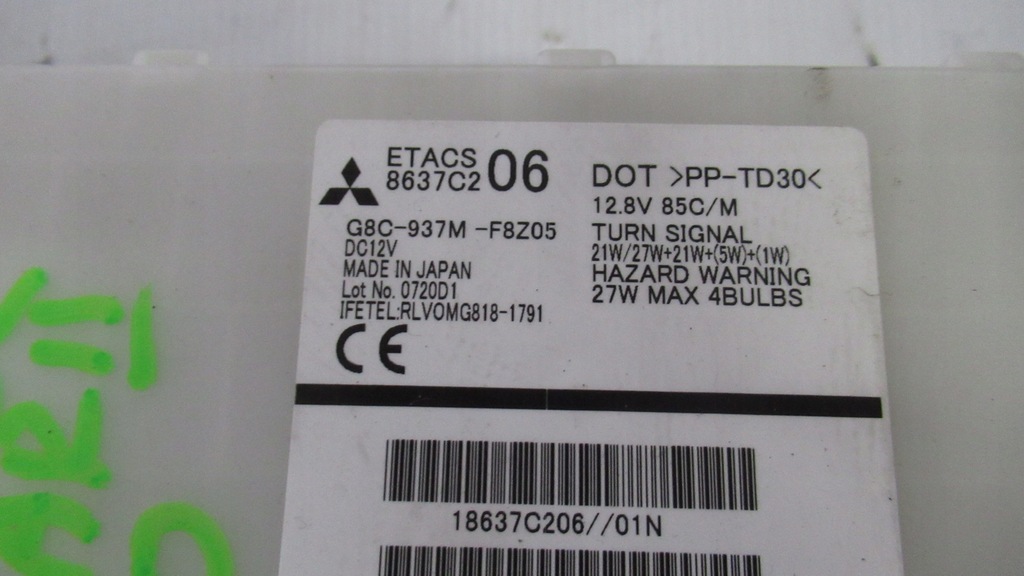 ETACS
8637C2 06
G8C-937M -F8Z05
DC12V
MADE IN JAPAN
Lot No. 0720D1
IFETEL:RLVOMG818-1791
CE
DOT >PP-TD30<
12.8V 85C/M
TURN SIGNAL
21W/27W+21W+(5W)+(1W)
HAZARD WARNING
27W MAX 4BULBS
18637C206//01N